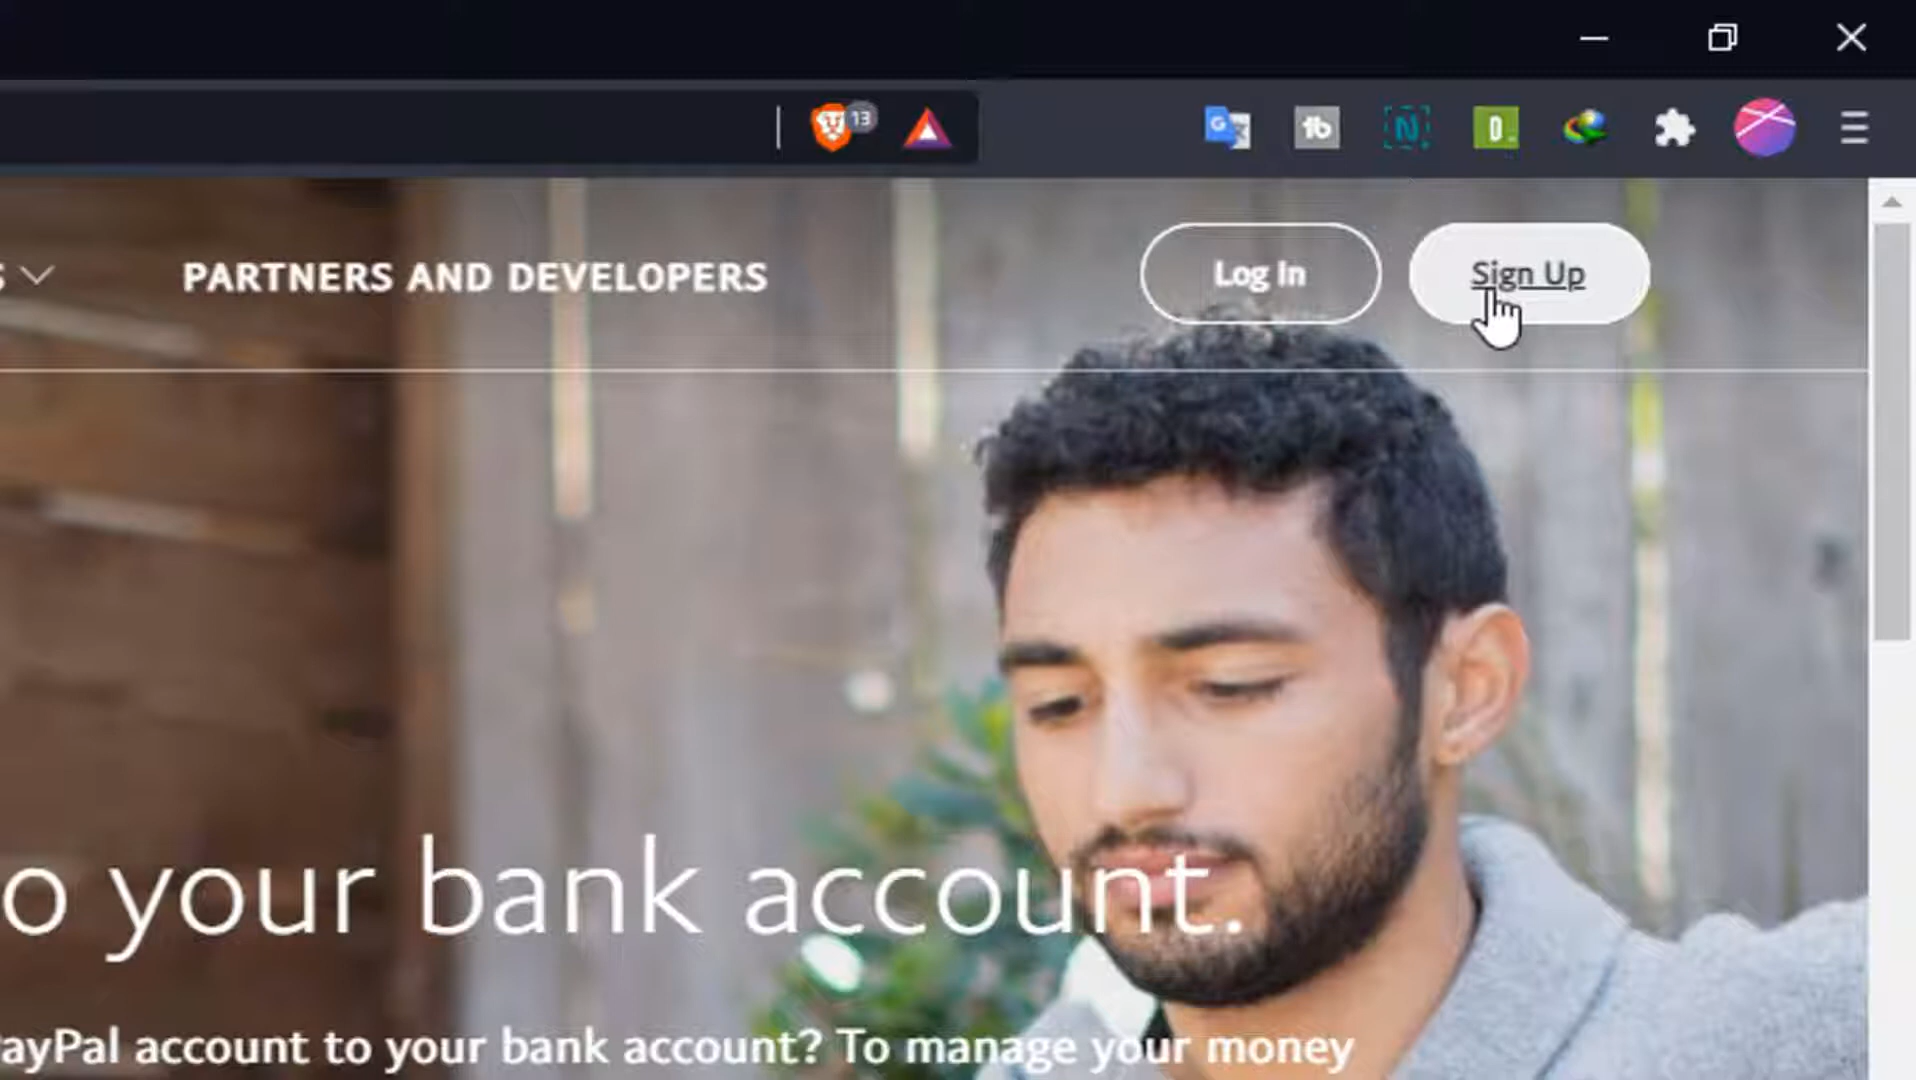 13
PARTNERS AND DEVELOPERS
Log In
Sign Up
o your bank account.
ayPal account to your bank account? To manage your money